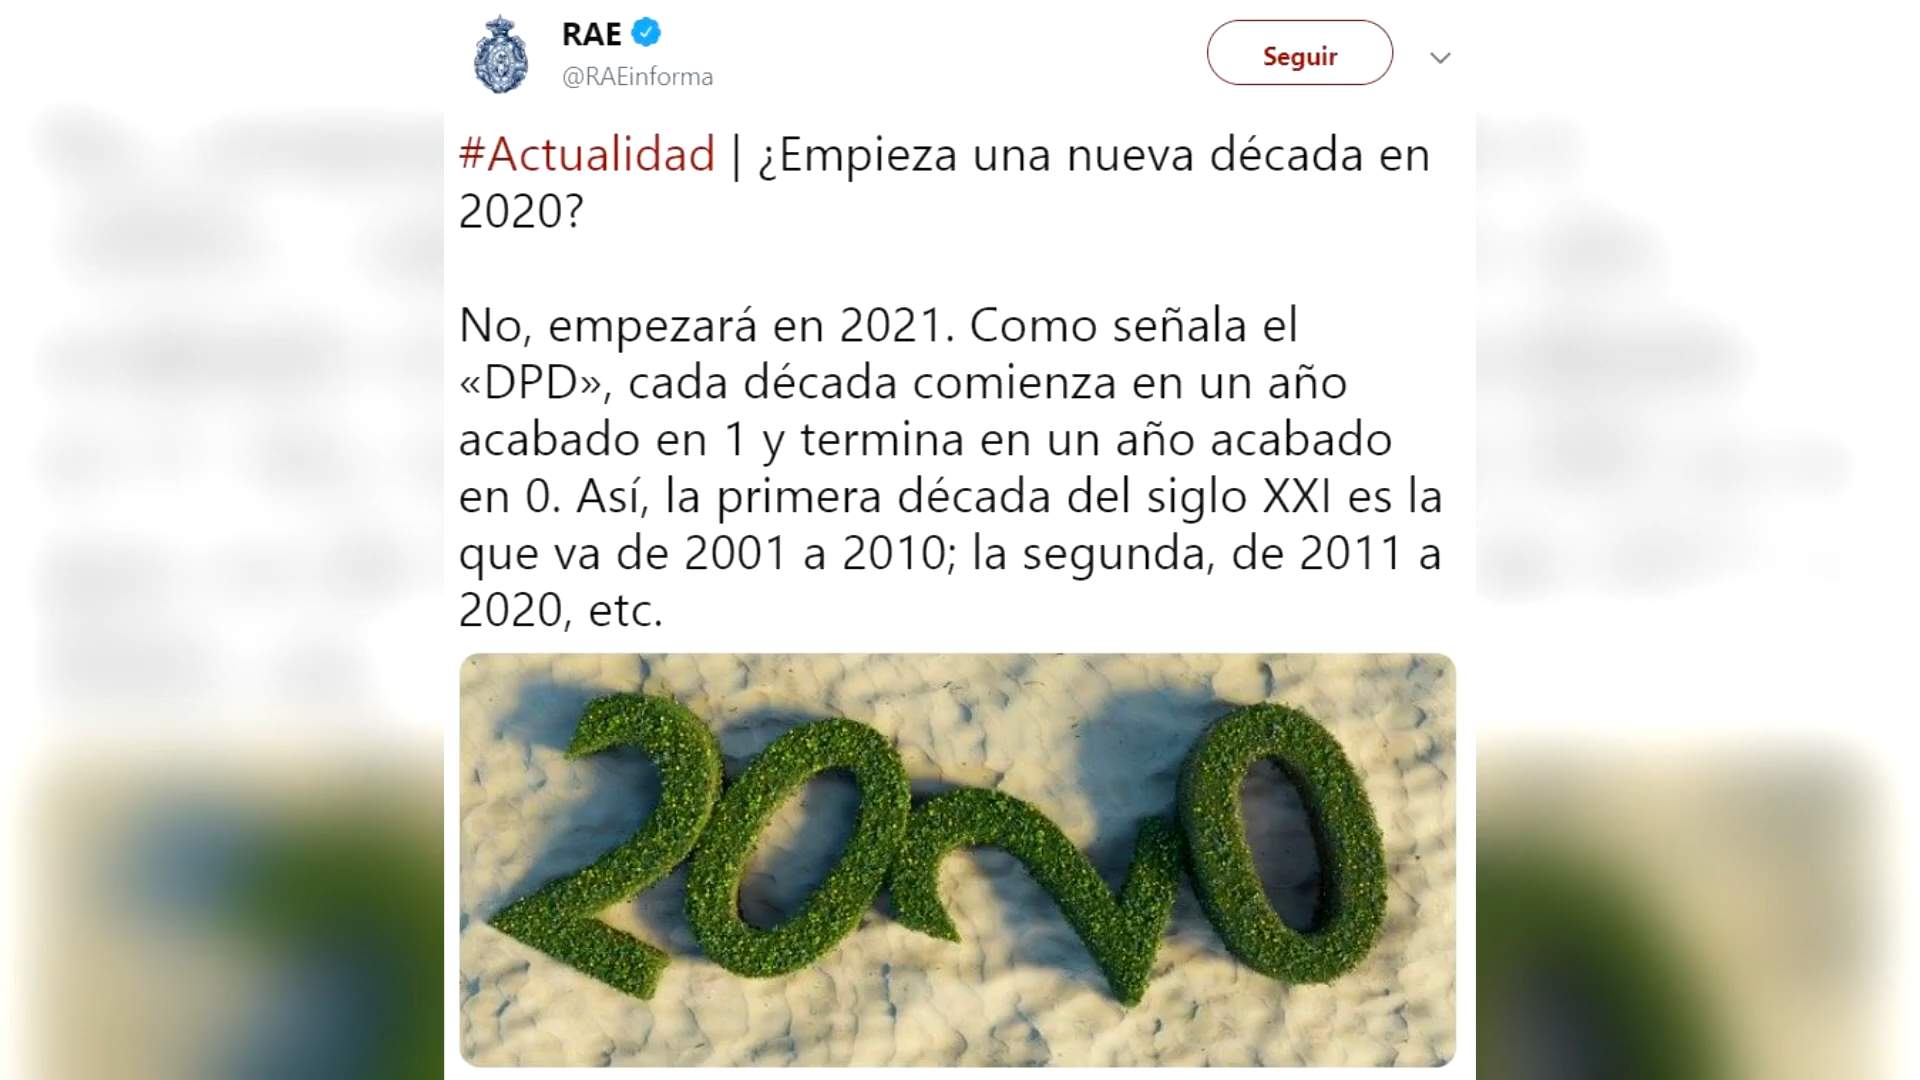 RAE
@RAEinforma
Seguir
#Actualidad | ¿Empieza una nueva década en
2020?
No, empezará en 2021. Como señala el
«DPD», cada década comienza en un año
acabado en 1 y termina en un año acabado
en 0. Así, la primera década del siglo XXI es la
que va de 2001 a 2010; la segunda, de 2011 a
2020, etc.
2020